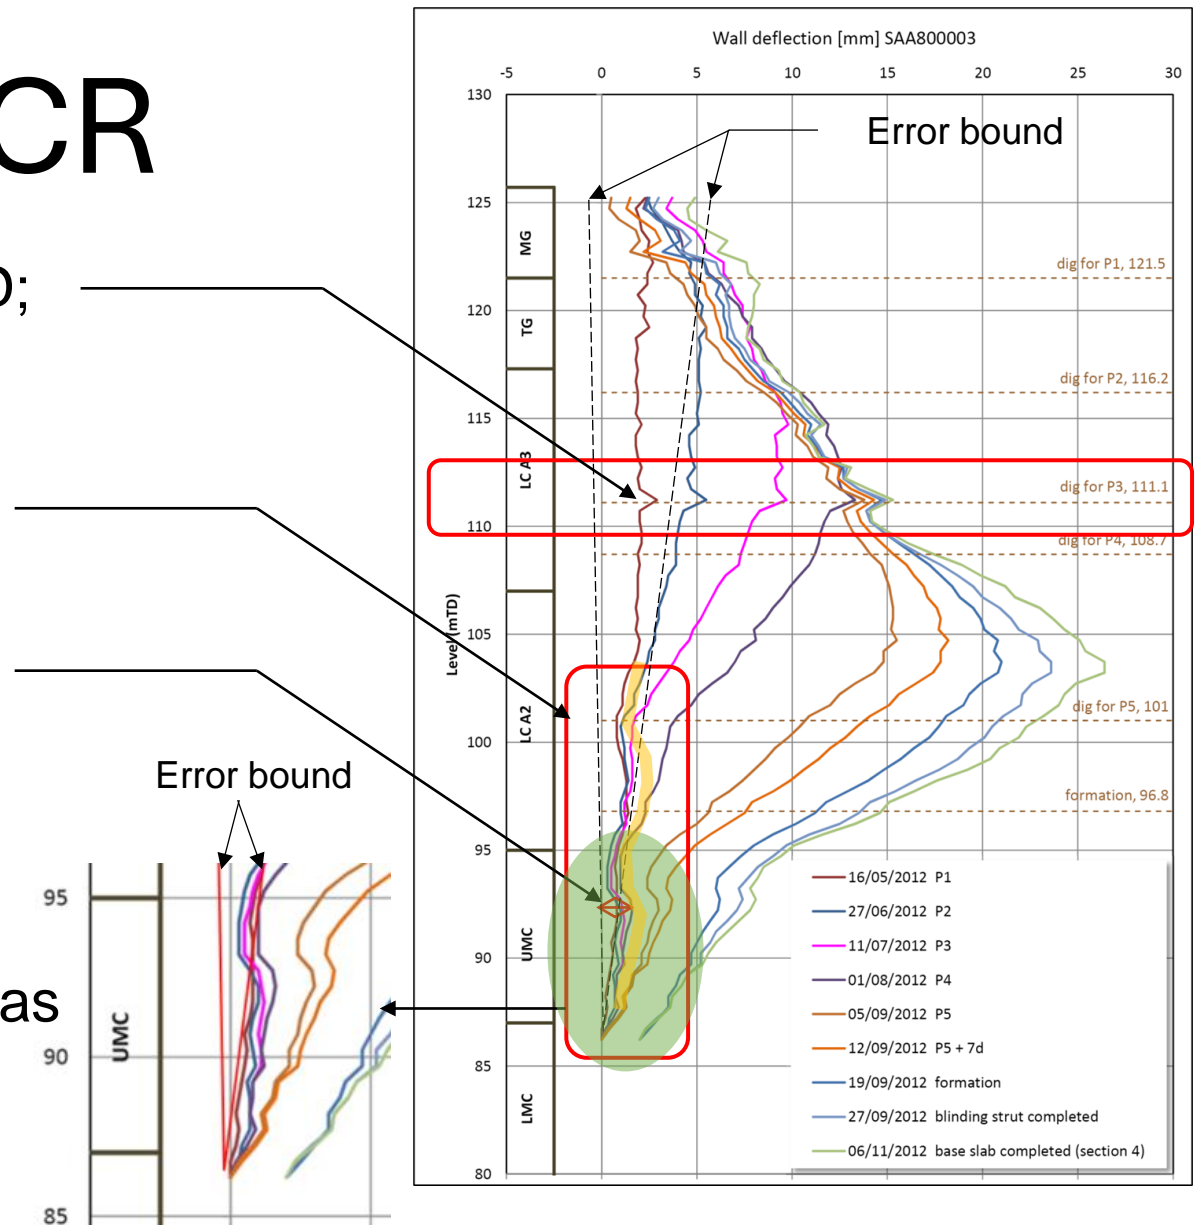 CR
Wall deflection [mm] SAA800003
-5 0 5 10 15 20 25 30
130
Error bound
125
MG
dig for P1, 121.5
120
TG
dig for P2, 116.2
115
LC A3
dig for P3, 111.1
110
dig for P4, 108.7
Level (mTD)
105
LC A2
dig for P5, 101
100
formation, 96.8
95
UMC
90
85
LMC
80
16/05/2012 P1
27/06/2012 P2
11/07/2012 P3
01/08/2012 P4
05/09/2012 P5
12/09/2012 P5 + 7d
19/09/2012 formation
27/09/2012 blinding strut completed
06/11/2012 base slab completed (section 4)
Error bound
95
UMC
90
85
as